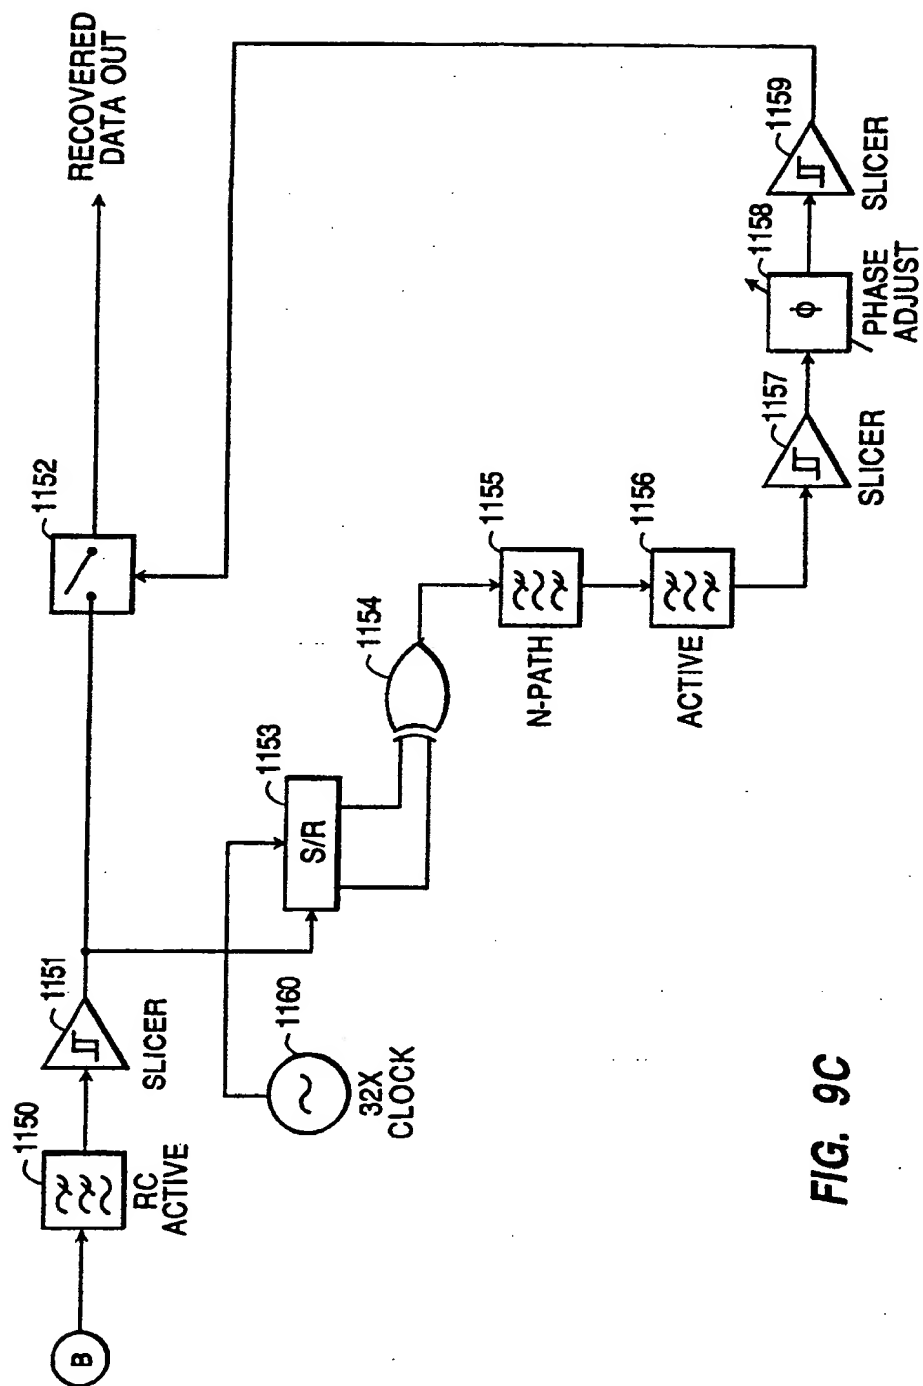 B
1150
RC
ACTIVE
1151
SLICER
1152
RECOVERED
DATA OUT
1160
32X
CLOCK
1153
S/R
1154
1155
N-PATH
1156
ACTIVE
1157
SLICER
1158
ϕ
PHASE
ADJUST
1159
SLICER
FIG. 9C